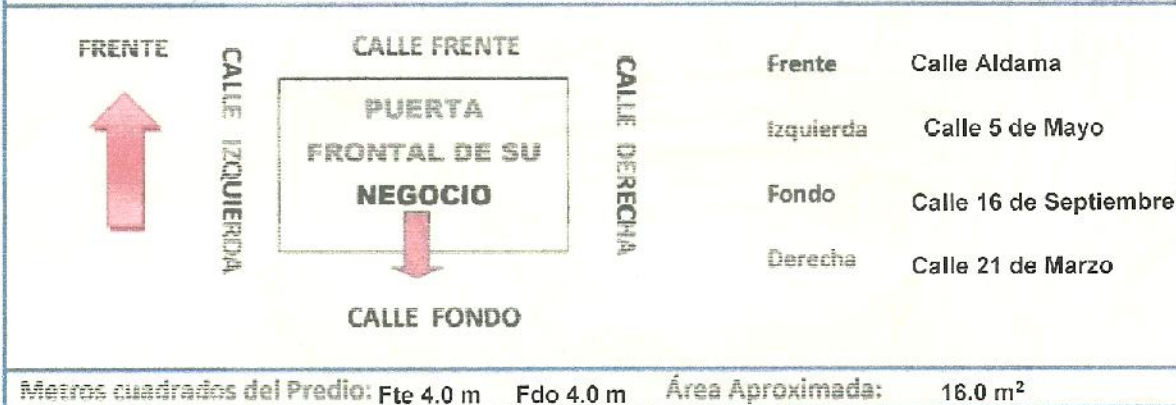 FRENTE
CALLE IZQUIERDA
CALLE FRENTE
PUERTA
FRONTAL DE SU
NEGOCIO
CALLE DERECHA
CALLE FONDO
Frente Calle Aldama
Izquierda Calle 5 de Mayo
Fondo Calle 16 de Septiembre
Derecha Calle 21 de Marzo
Metros cuadrados del Predio: Fte 4.0 m Fdo 4.0 m Área Aproximada: 16.0 m²